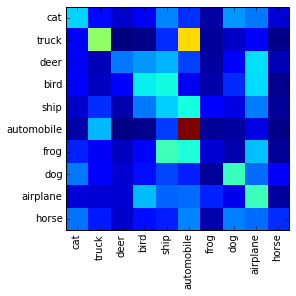 cat
truck
deer
bird
ship
automobile
frog
dog
airplane
horse
cat truck deer bird ship automobile frog dog airplane horse